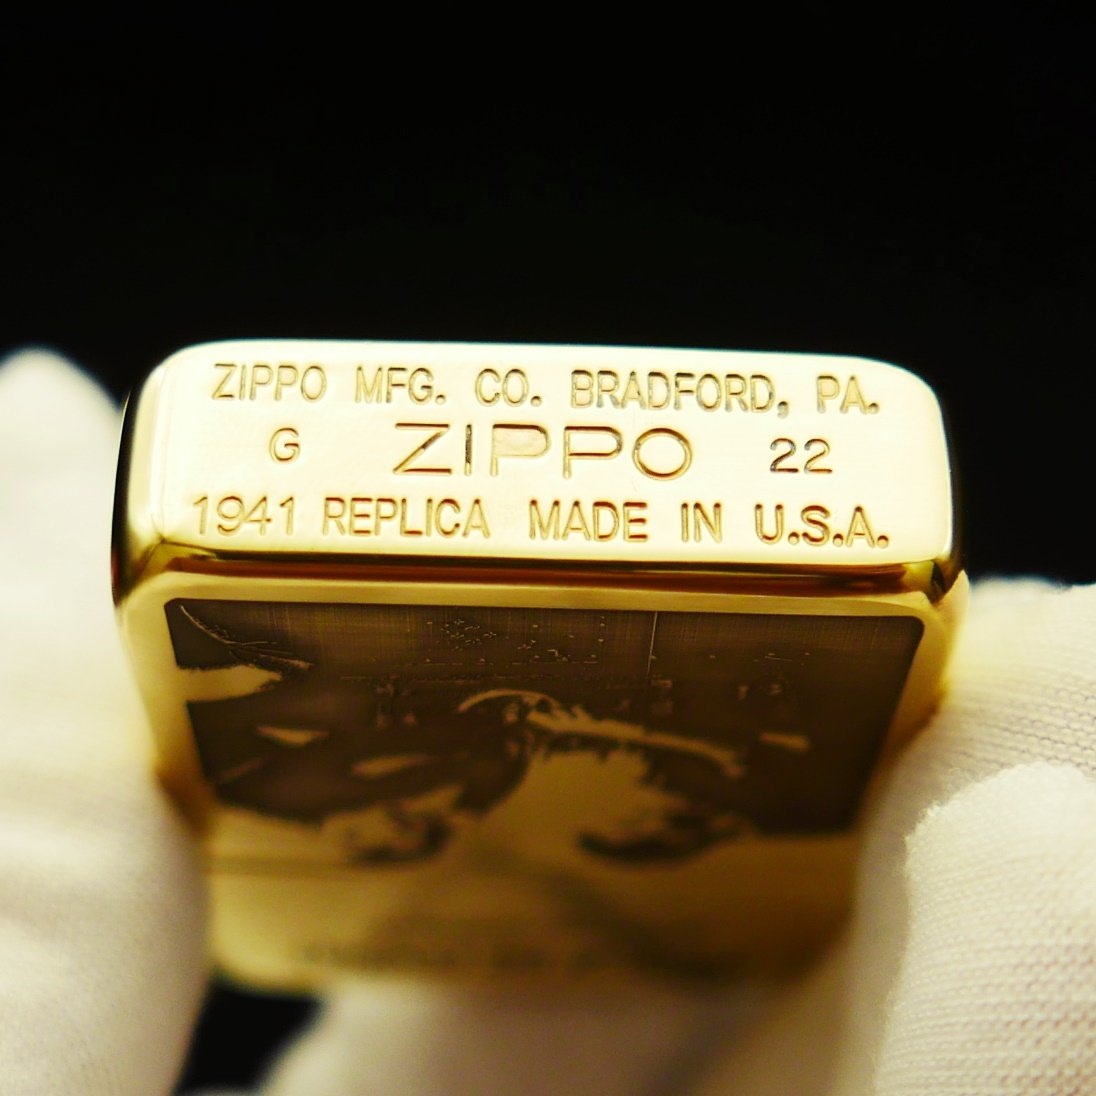 ZIPPO MFG. CO. BRADFORD, PA.
G ZIPPO 22
1941 REPLICA MADE IN U.S.A.